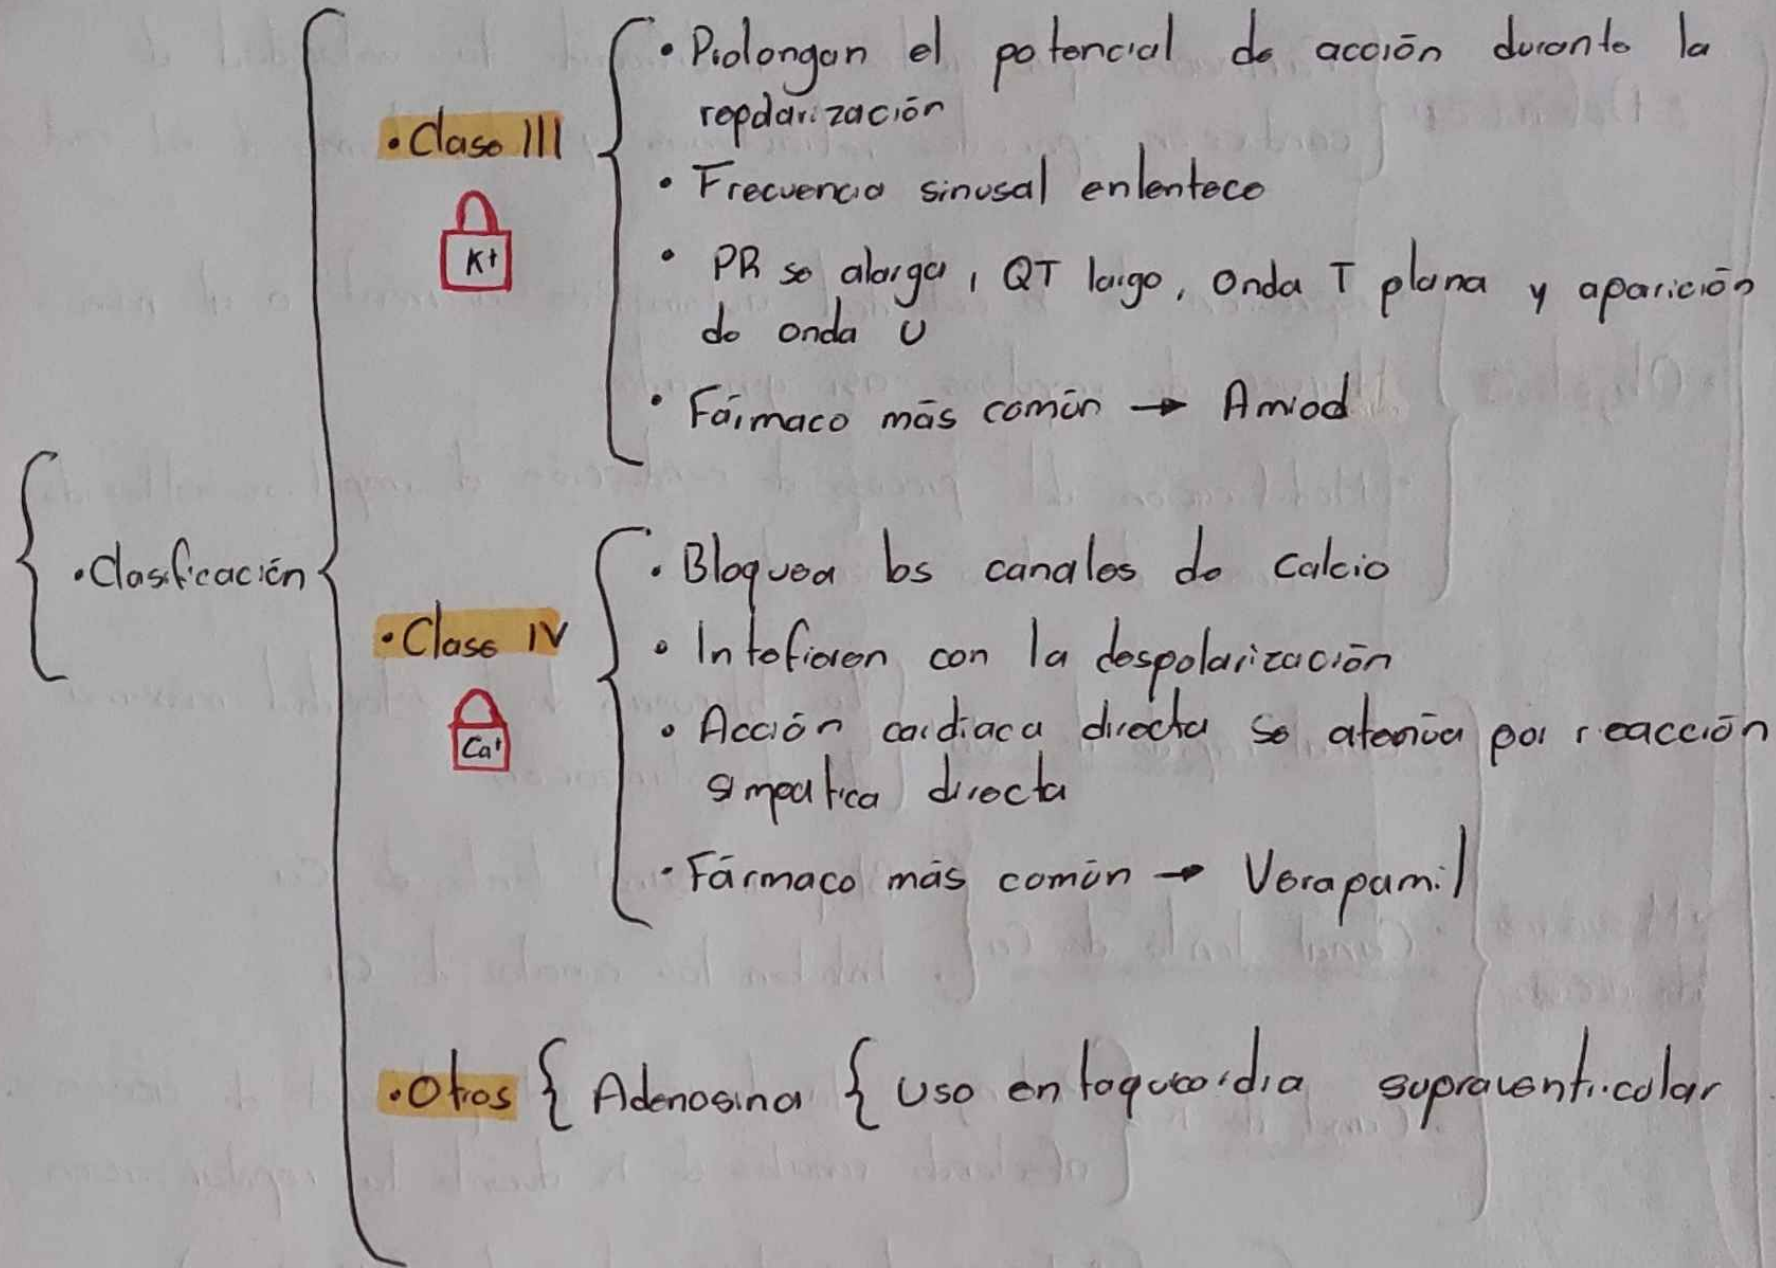 • Prolongan el potencial de acción durante la
repolarización
• Clase III
• Frecuencia sinusal enlentece
K+
• PR se alarga, QT largo, Onda T plana y aparición
de onda U
• Fármaco más común → Amiod
• Clasificación
• Bloquea los canales de Calcio
• Clase IV
• Intefieren con la despolarización
Ca+
• Acción cardiaca directa se atenúa por reacción
simpatica directa
• Fármaco más común → Verapamil
• Otros { Adenosina { Uso en taquicardia supraventricular